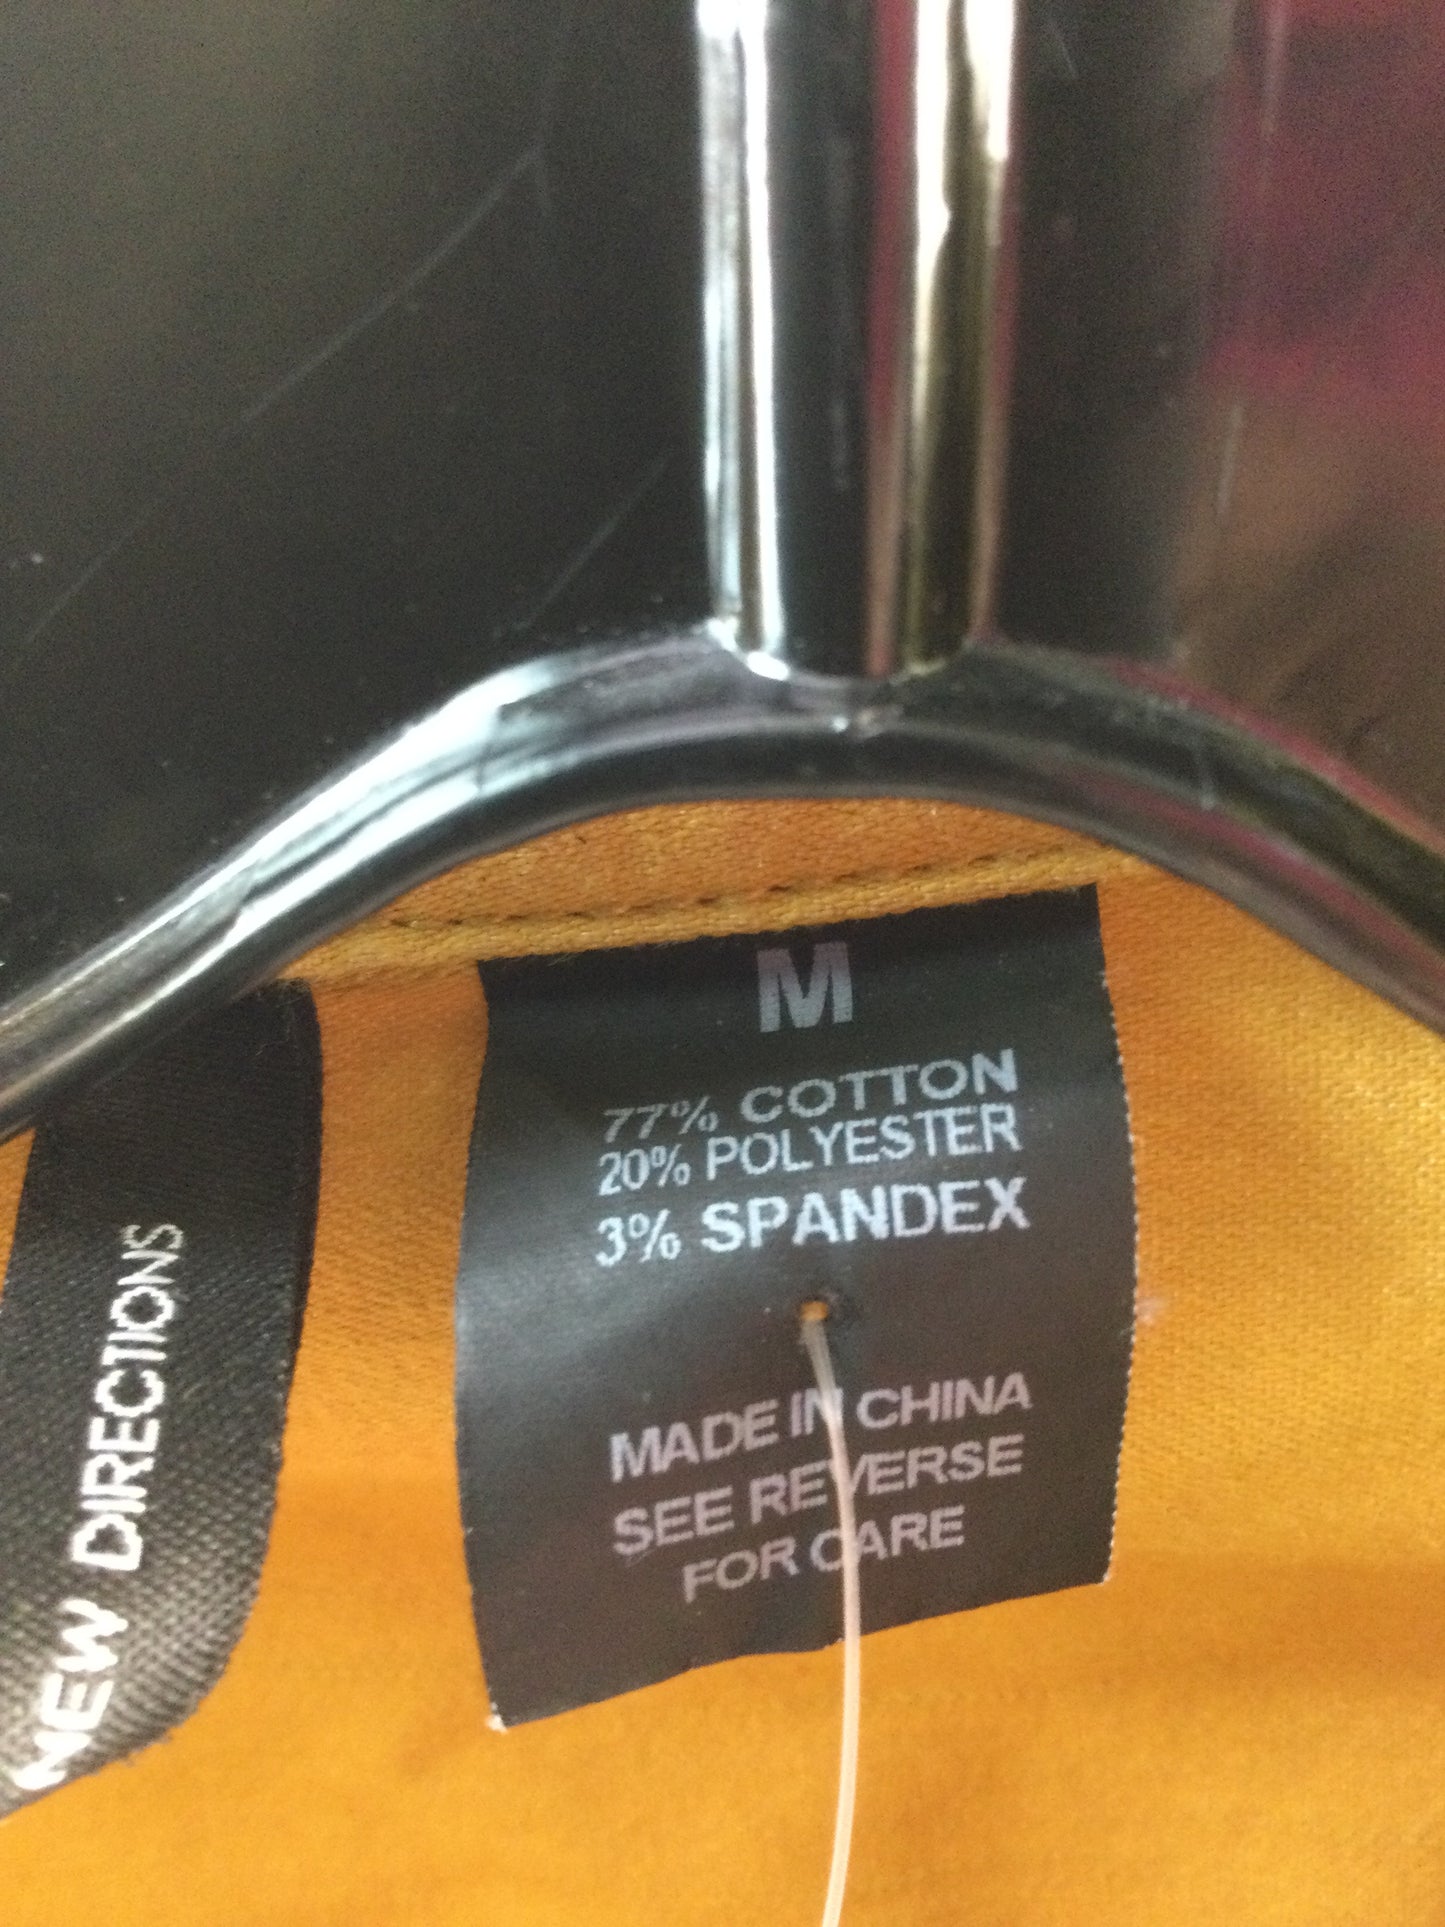 NEW DIRECTIONS
M
77% COTTON
20% POLYESTER
3% SPANDEX
MADE IN CHINA
SEE REVERSE
FOR CARE